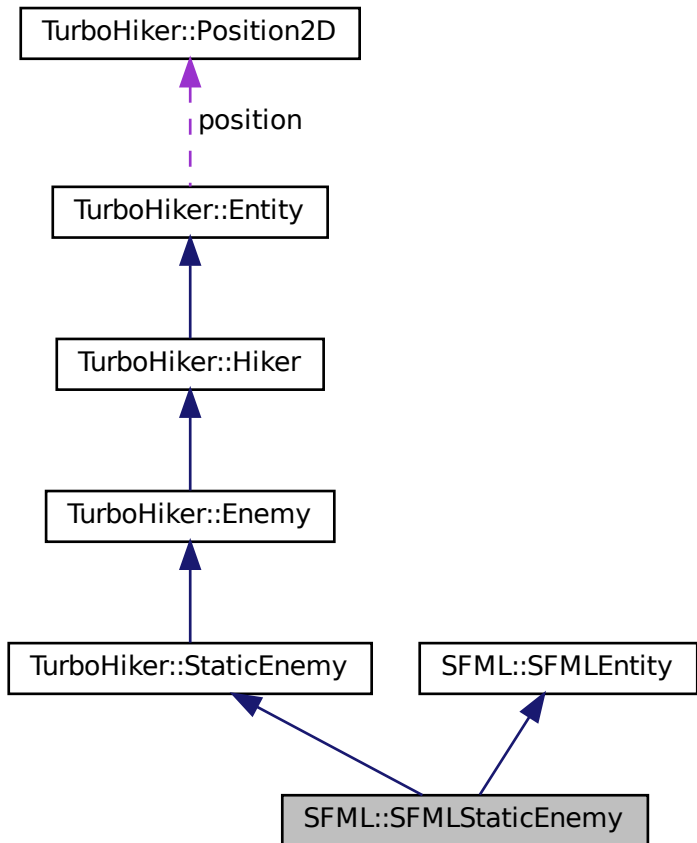 TurboHiker::Position2D
position
TurboHiker::Entity
TurboHiker::Hiker
TurboHiker::Enemy
TurboHiker::StaticEnemy
SFML::SFMLEntity
SFML::SFMLStaticEnemy